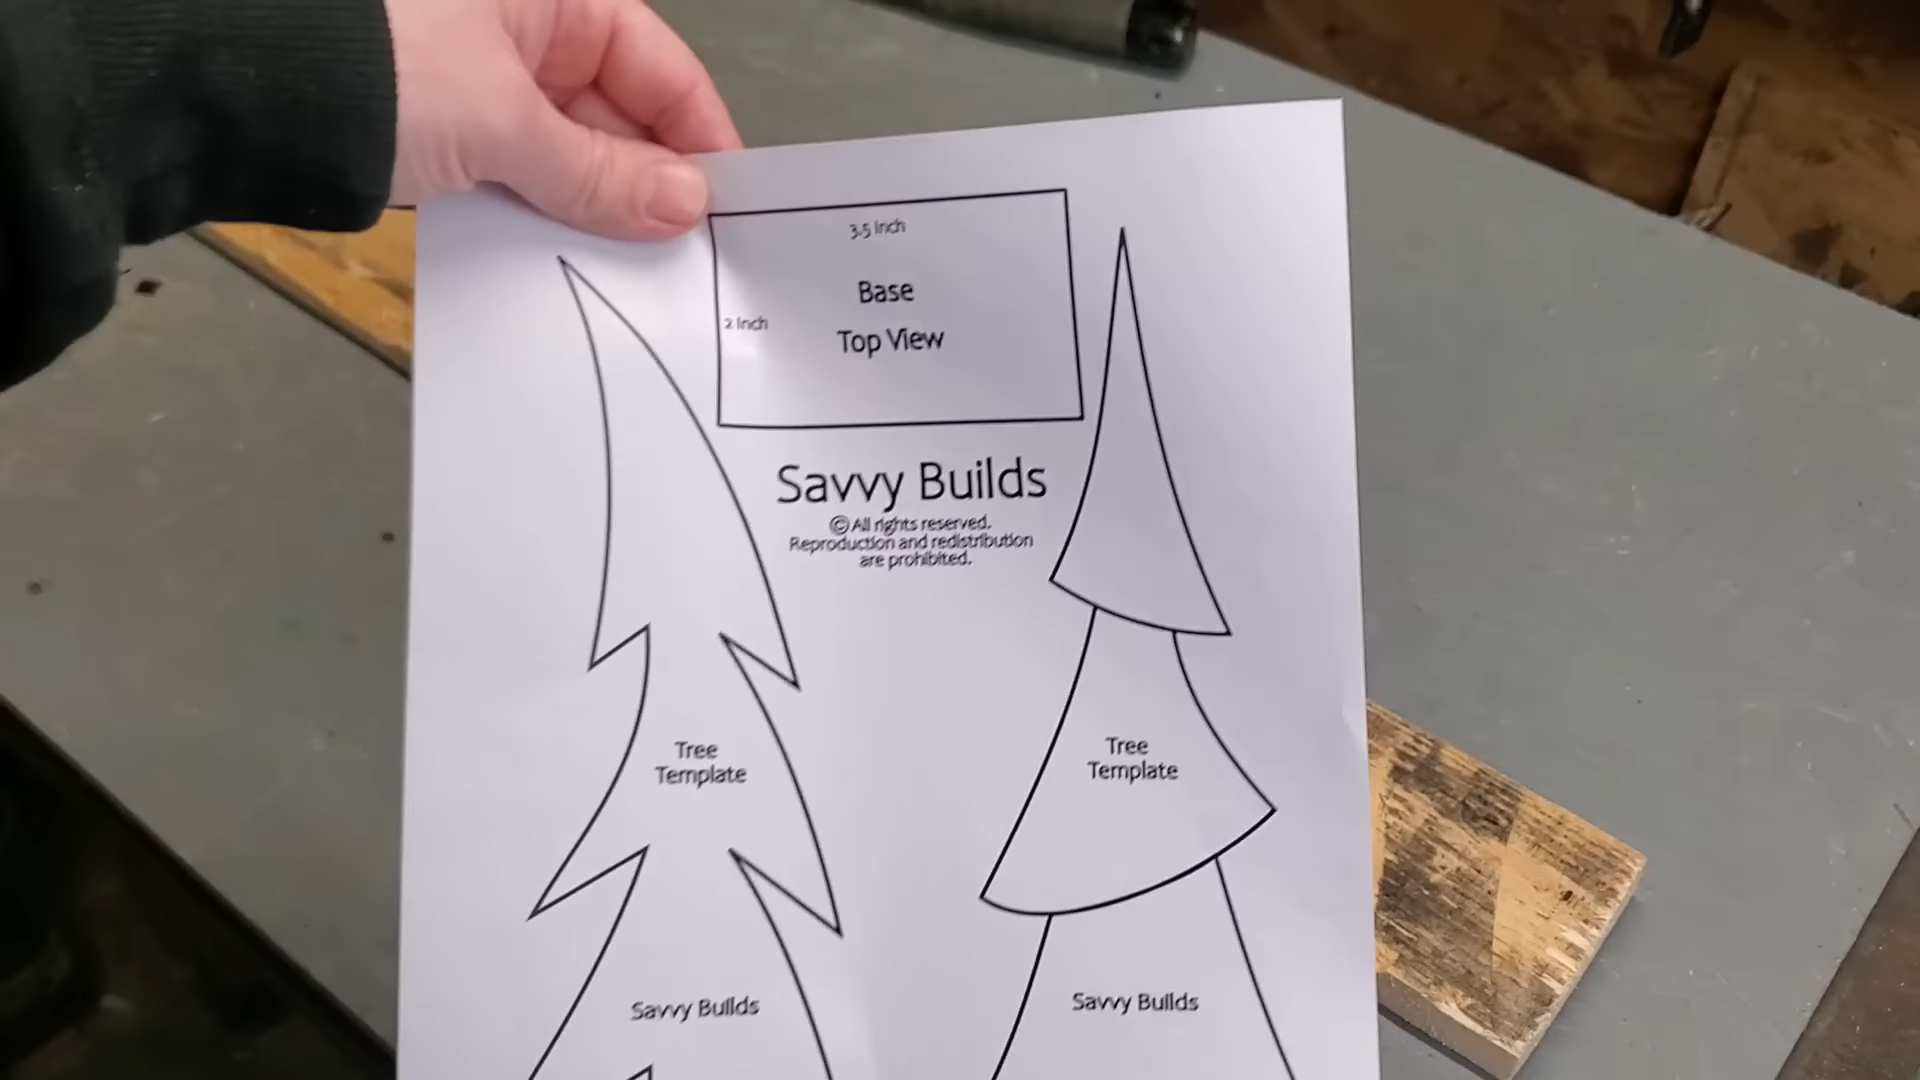 3.5 Inch
Base
2 Inch
Top View
Savvy Builds
© All rights reserved.
Reproduction and redistribution
are prohibited.
Tree
Template
Tree
Template
Savvy Builds
Savvy Builds